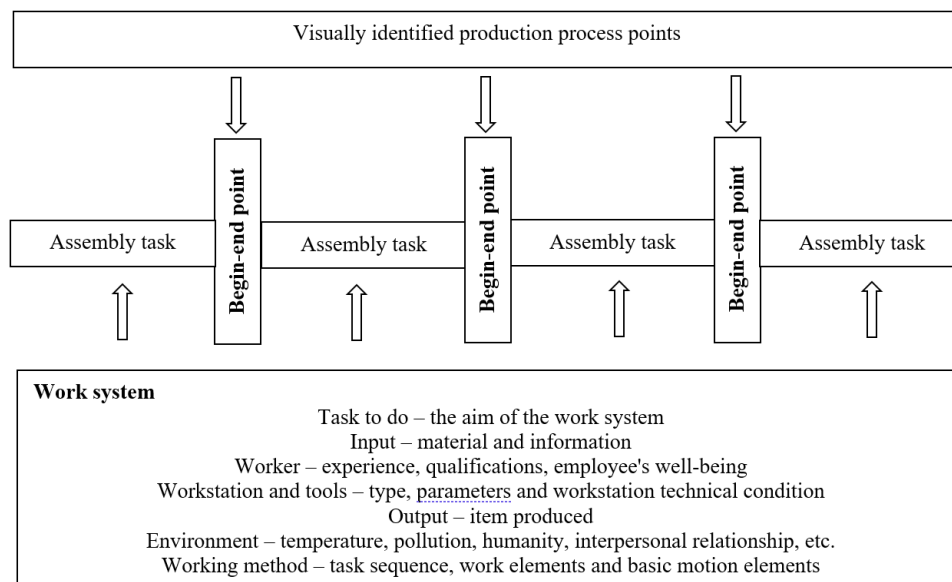 Visually identified production process points
Begin-end point
Begin-end point
Begin-end point
Assembly task
Assembly task
Assembly task
Assembly task
Work system
Task to do – the aim of the work system
Input – material and information
Worker – experience, qualifications, employee's well-being
Workstation and tools – type, parameters and workstation technical condition
Output – item produced
Environment – temperature, pollution, humanity, interpersonal relationship, etc.
Working method – task sequence, work elements and basic motion elements